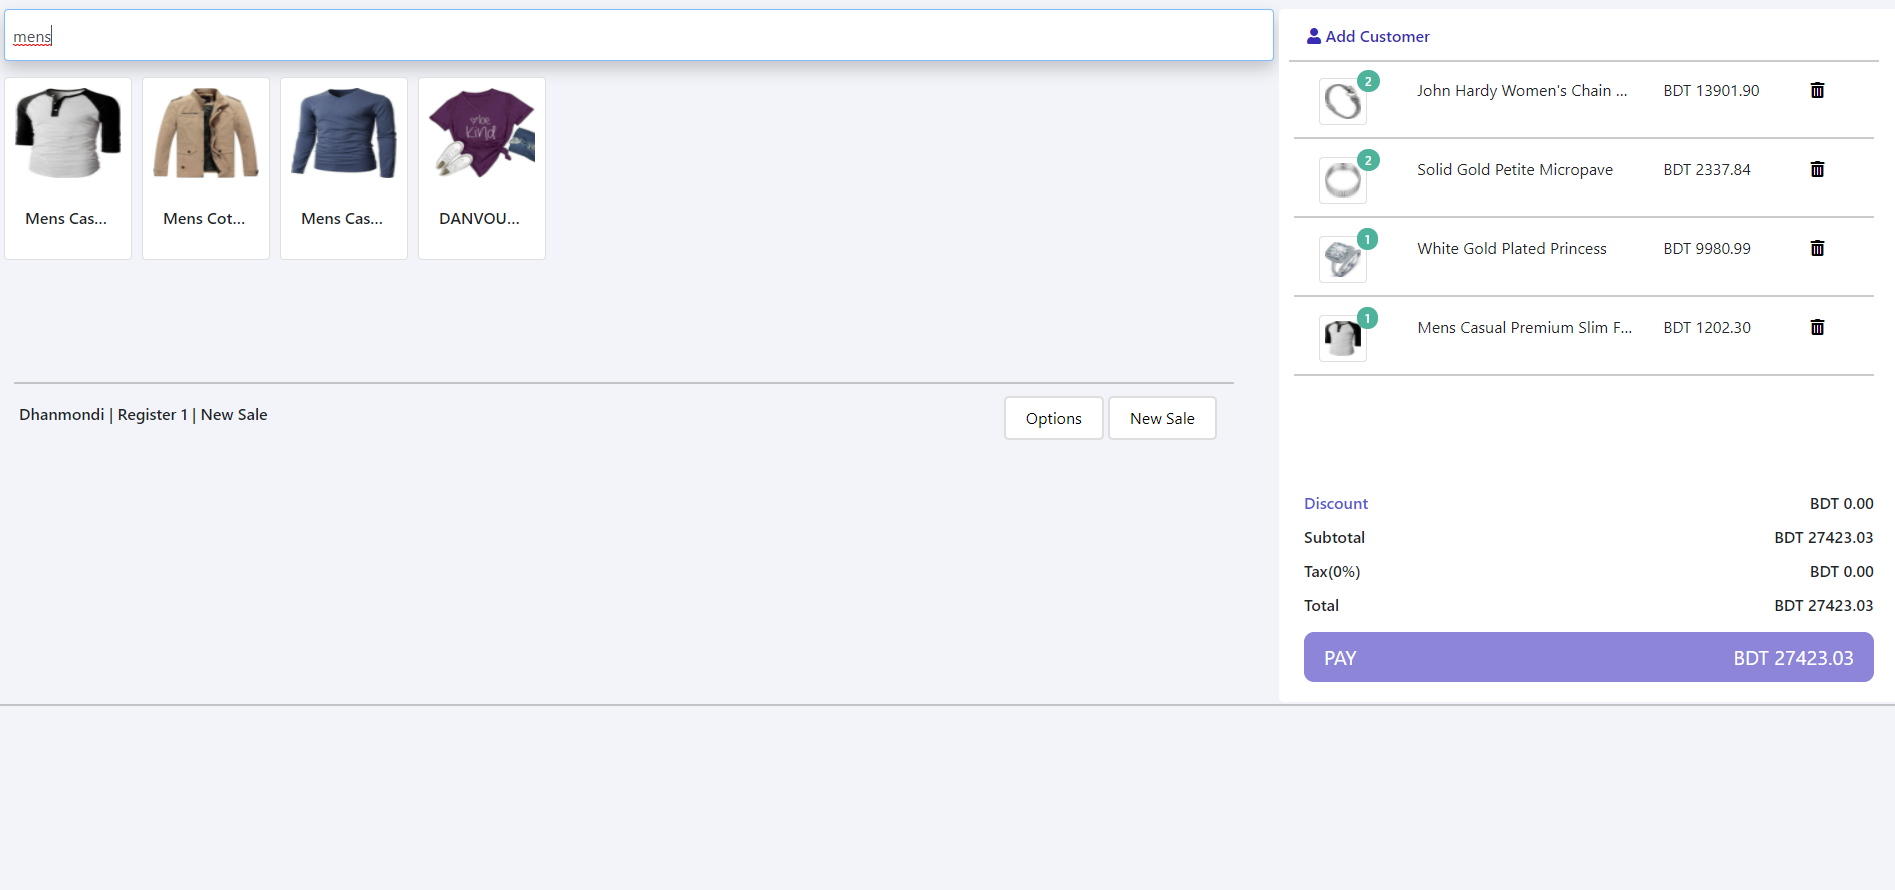 mens
Mens Cas...
Mens Cot...
Mens Cas...
DANVOU...
be
kind
Dhanmondi | Register 1 | New Sale
Options
New Sale
Add Customer
2
John Hardy Women's Chain ...
BDT 13901.90
2
Solid Gold Petite Micropave
BDT 2337.84
1
White Gold Plated Princess
BDT 9980.99
1
Mens Casual Premium Slim F...
BDT 1202.30
Discount BDT 0.00
Subtotal BDT 27423.03
Tax(0%) BDT 0.00
Total BDT 27423.03
PAY BDT 27423.03